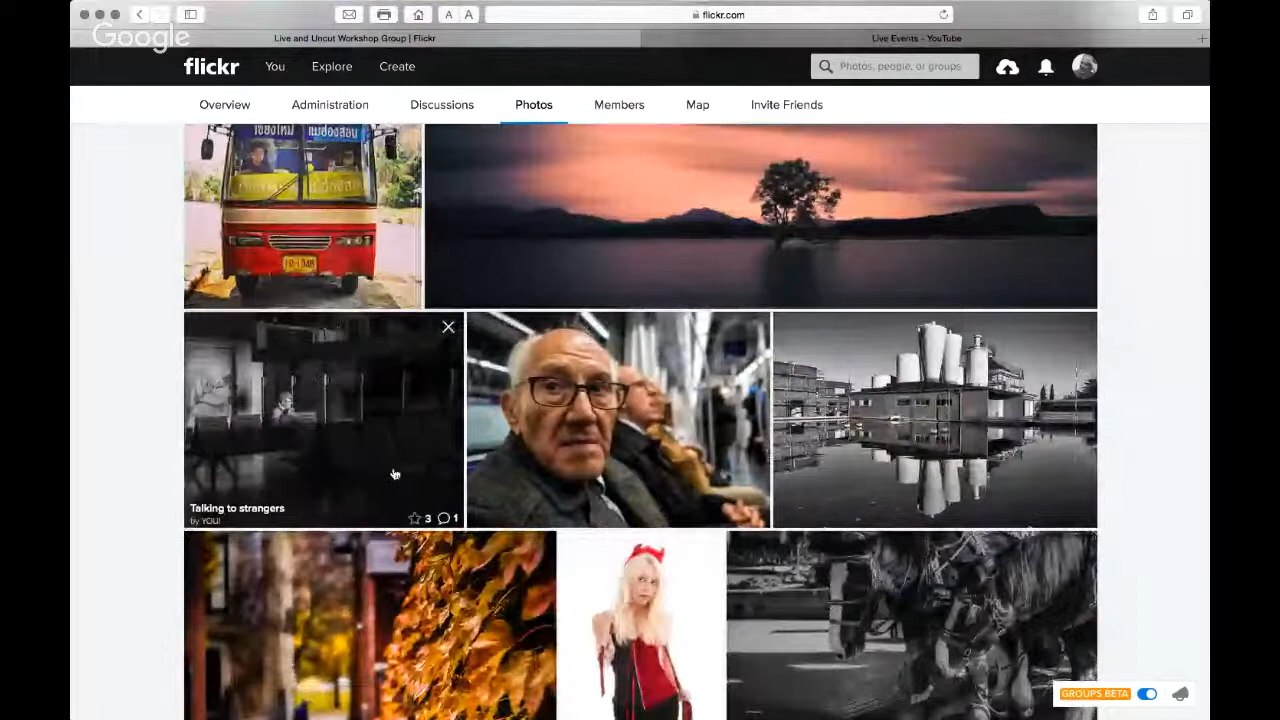 flickr.com
Google
Live and Uncut Workshop Group | Flickr
Live Events - YouTube
flickr
You
Explore
Create
Photos, people, or groups
Overview
Administration
Discussions
Photos
Members
Map
Invite Friends
A A
Talking to strangers
by YOU!
3
1
GROUPS BETA